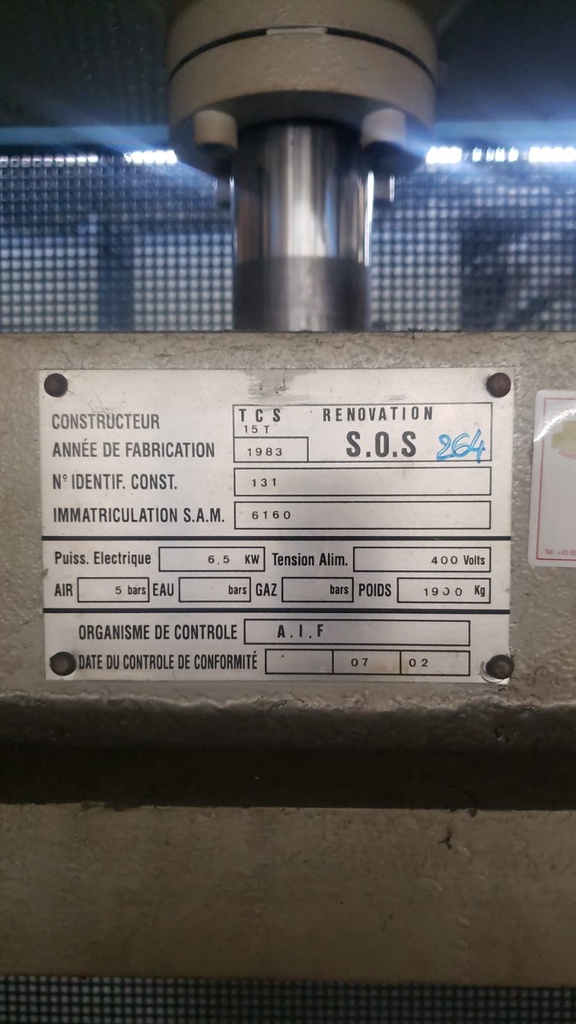 CONSTRUCTEUR TCS RENOVATION
15T
ANNÉE DE FABRICATION 1983 S.O.S 264
Nº IDENTIF. CONST. 131
IMMATRICULATION S.A.M. 6160
Puiss. Electrique 6,5 KW Tension Alim. 400 Volts
AIR 5 bars EAU bars GAZ bars POIDS 1900 Kg
ORGANISME DE CONTROLE A.I.F
DATE DU CONTROLE DE CONFORMITÉ 07 02